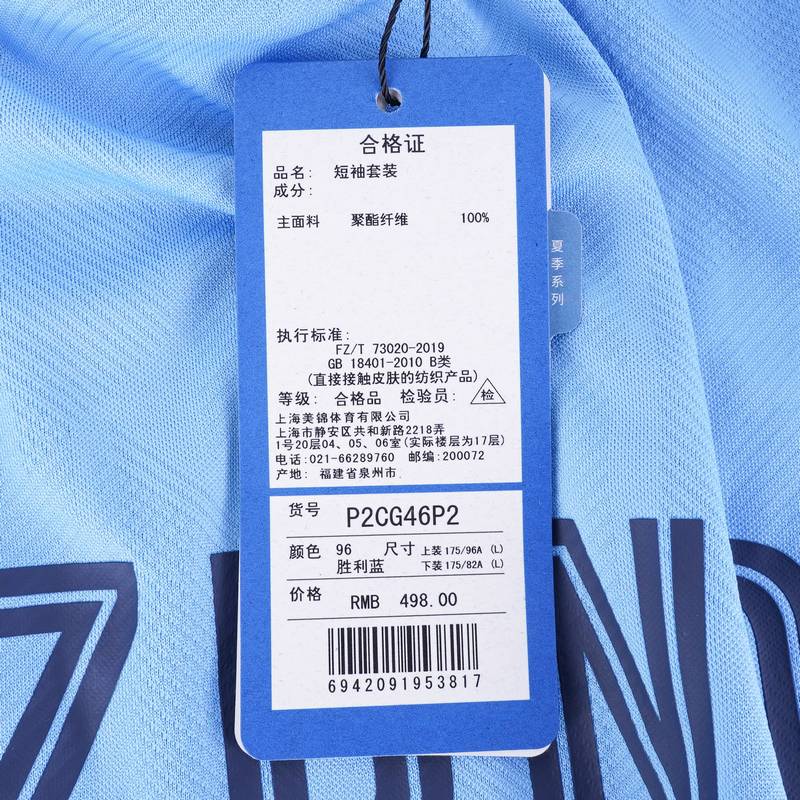 合格证
品名: 短袖套装
成分:
主面料 聚酯纤维 100%
夏季系列
执行标准:
FZ/T 73020-2019
GB 18401-2010 B类
(直接接触皮肤的纺织产品)
等级: 合格品 检验员: 检
上海美锦体育有限公司
上海市静安区共和新路2218弄
1号20层04、05、06室(实际楼层为17层)
电话:021-66289760 邮编:200072
产地: 福建省泉州市
货号 P2CG46P2
颜色 96 尺寸 上装175/96A (L)
胜利蓝 下装175/82A (L)
价格 RMB 498.00
6942091953817